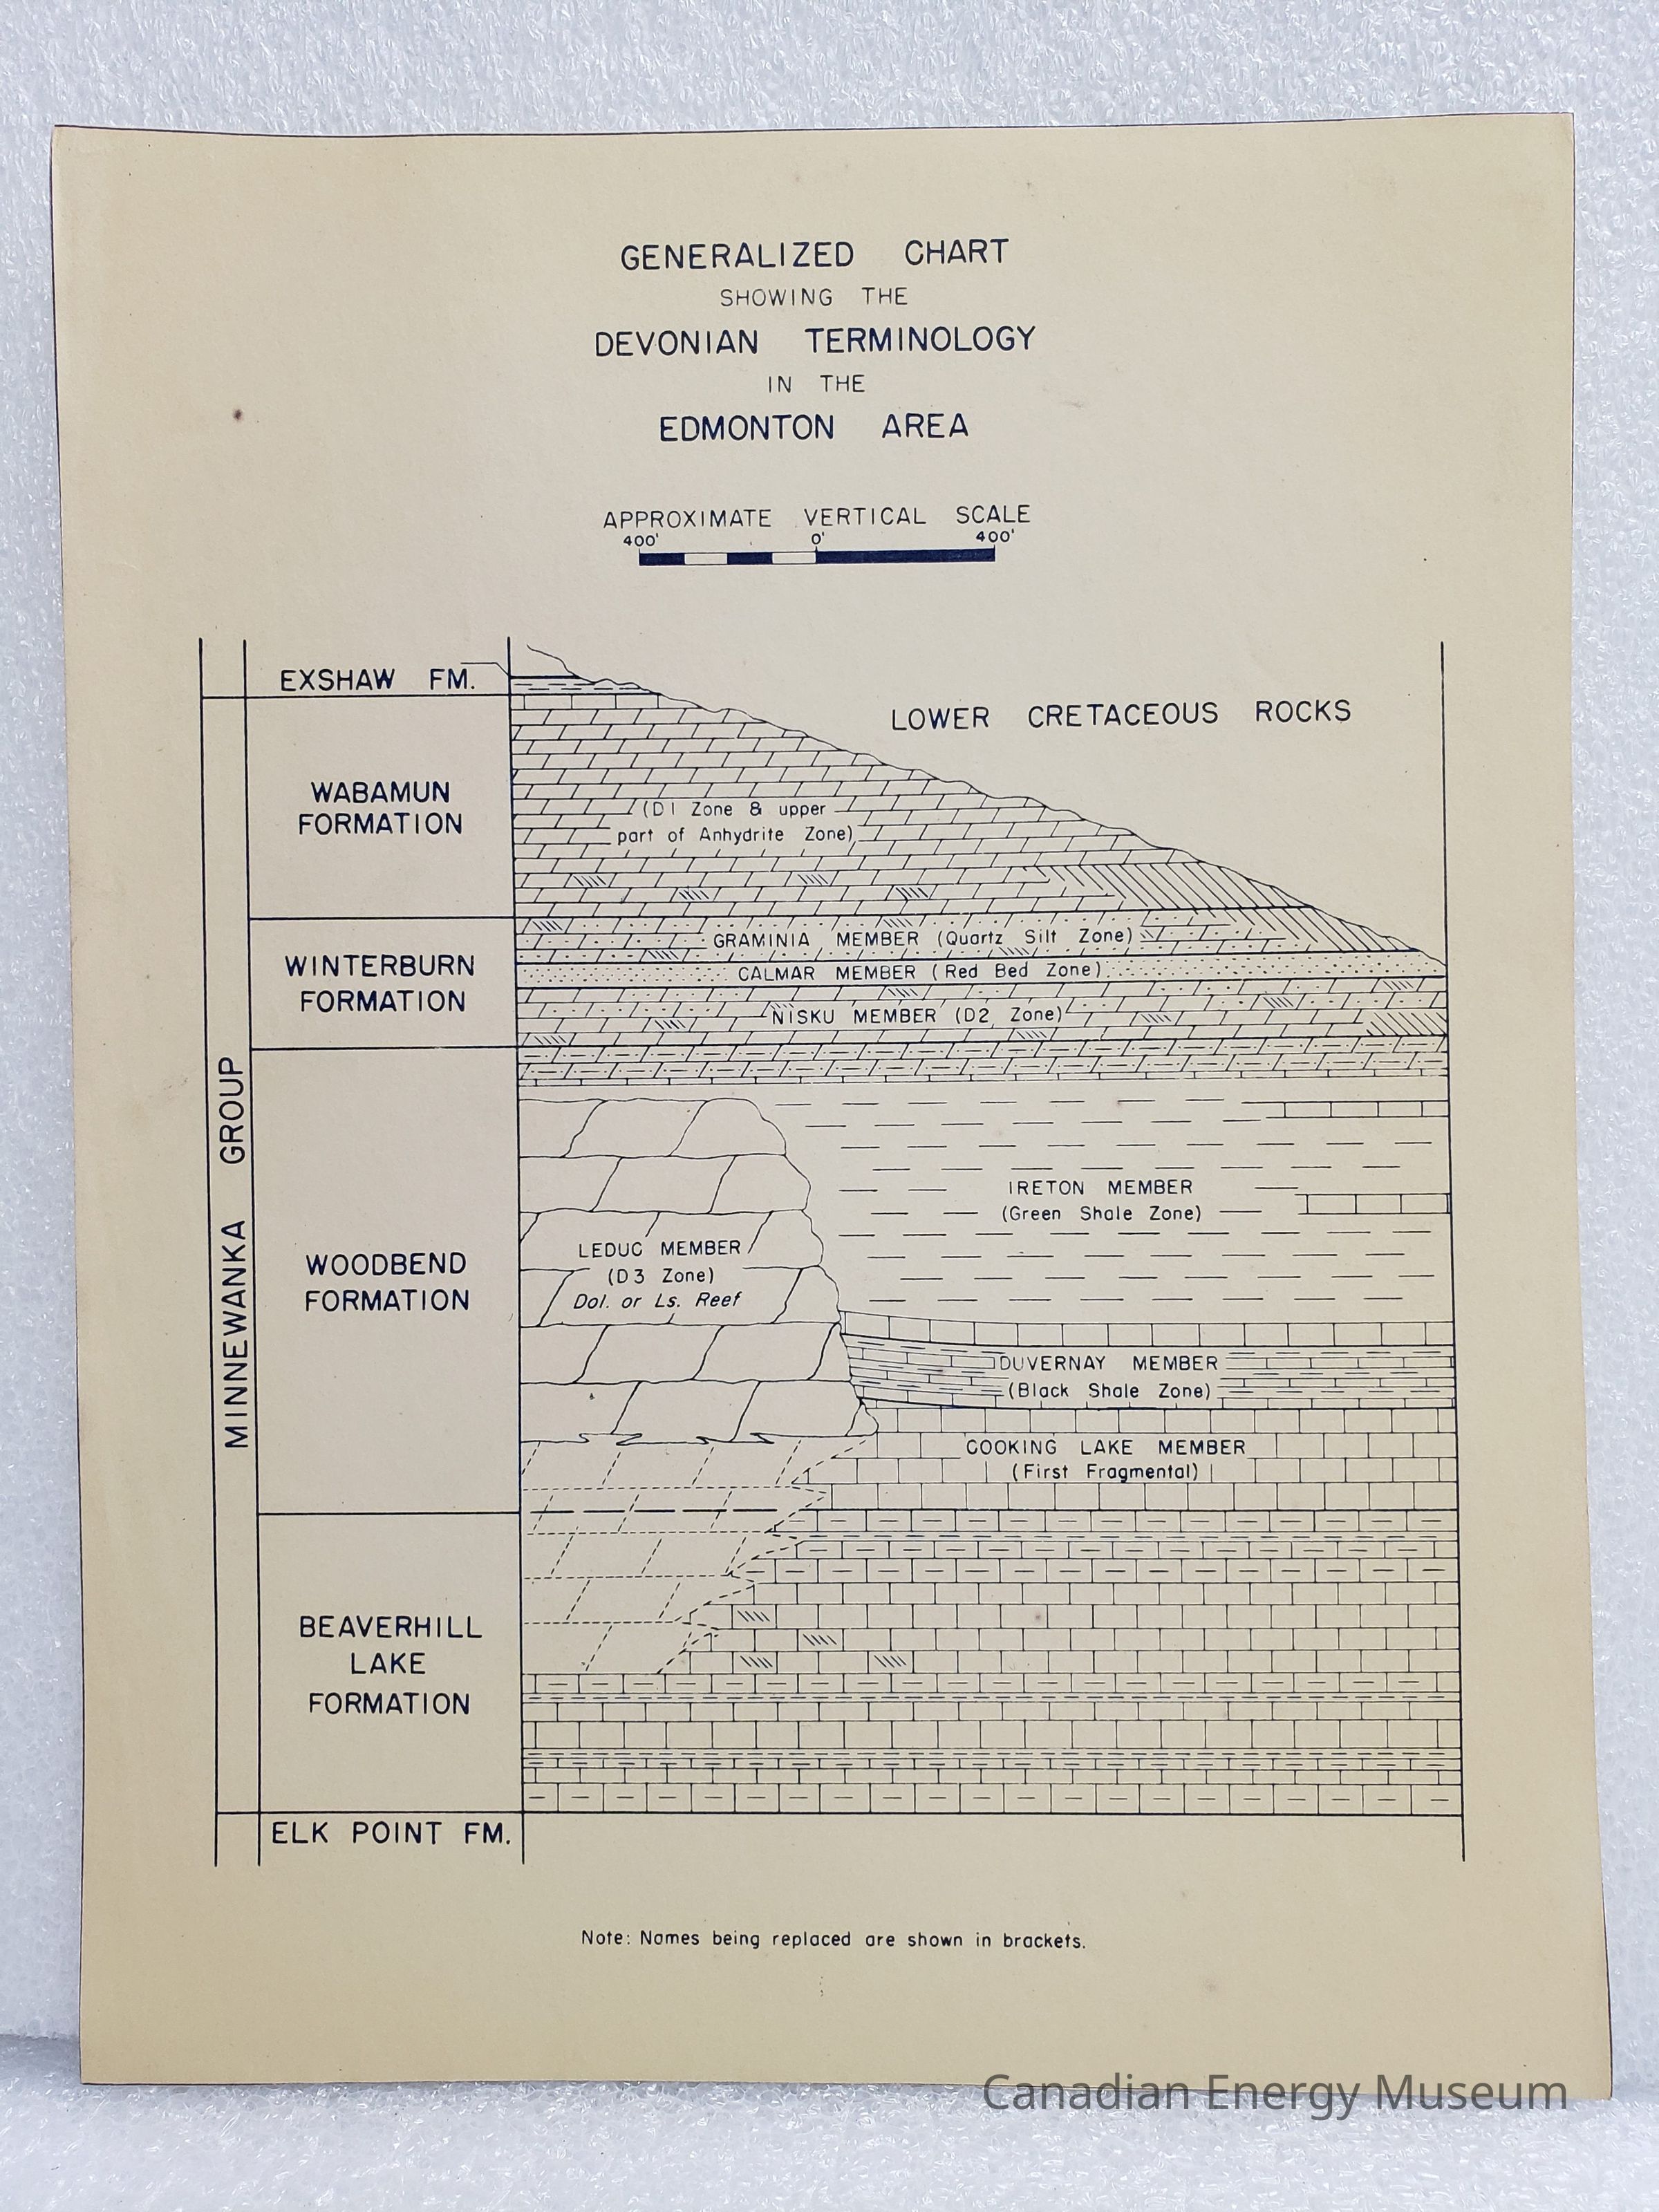 GENERALIZED CHART
SHOWING THE
DEVONIAN TERMINOLOGY
IN THE
EDMONTON AREA
APPROXIMATE VERTICAL SCALE
400' 0' 400'
EXSHAW FM.
LOWER CRETACEOUS ROCKS
WABAMUN
FORMATION
(D1 Zone & upper
part of Anhydrite Zone)
WINTERBURN
FORMATION
GRAMINIA MEMBER (Quartz Silt Zone)
CALMAR MEMBER (Red Bed Zone)
NISKU MEMBER (D2 Zone)
MINNEWANKA GROUP
WOODBEND
FORMATION
LEDUC MEMBER
(D3 Zone)
Dol. or Ls. Reef
IRETON MEMBER
(Green Shale Zone)
DUVERNAY MEMBER
(Black Shale Zone)
COOKING LAKE MEMBER
(First Fragmental)
BEAVERHILL
LAKE
FORMATION
ELK POINT FM.
Note: Names being replaced are shown in brackets.
Canadian Energy Museum